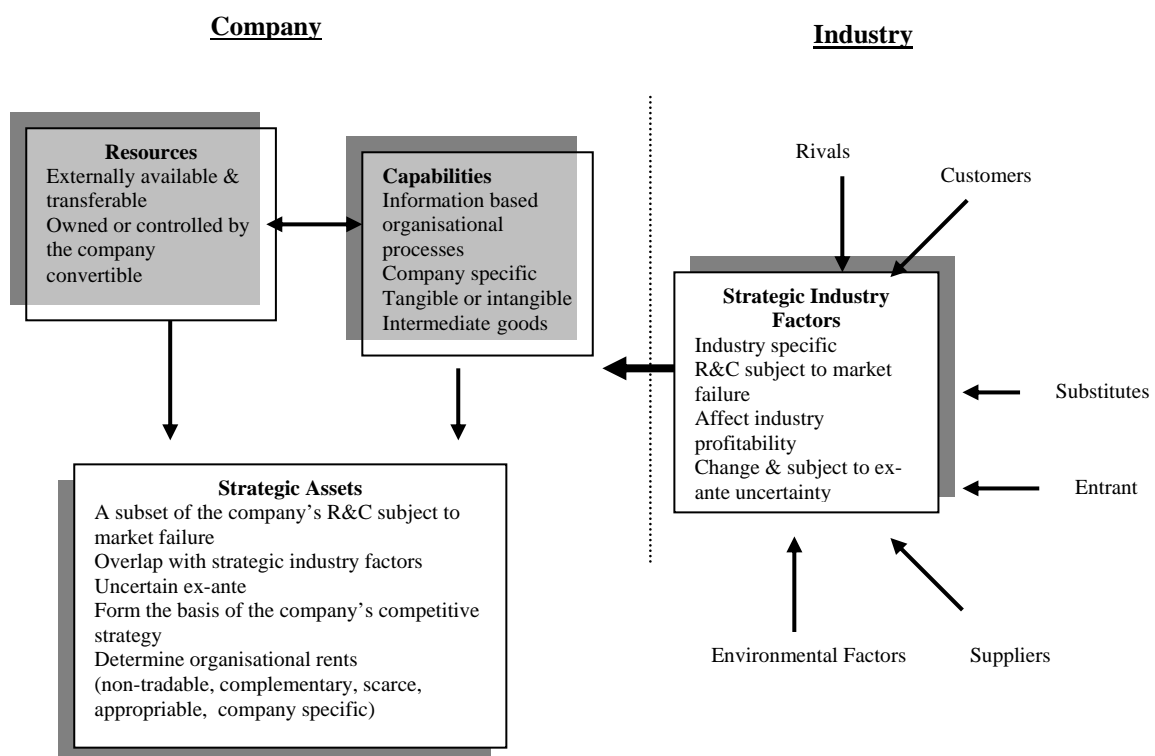 Company
Industry
Resources
Externally available &
transferable
Owned or controlled by
the company
convertible
Capabilities
Information based
organisational
processes
Company specific
Tangible or intangible
Intermediate goods
Strategic Assets
A subset of the company’s R&C subject to
market failure
Overlap with strategic industry factors
Uncertain ex-ante
Form the basis of the company’s competitive
strategy
Determine organisational rents
(non-tradable, complementary, scarce,
appropriable, company specific)
Rivals
Customers
Strategic Industry
Factors
Industry specific
R&C subject to market
failure
Affect industry
profitability
Change & subject to ex-
ante uncertainty
Substitutes
Entrant
Environmental Factors
Suppliers